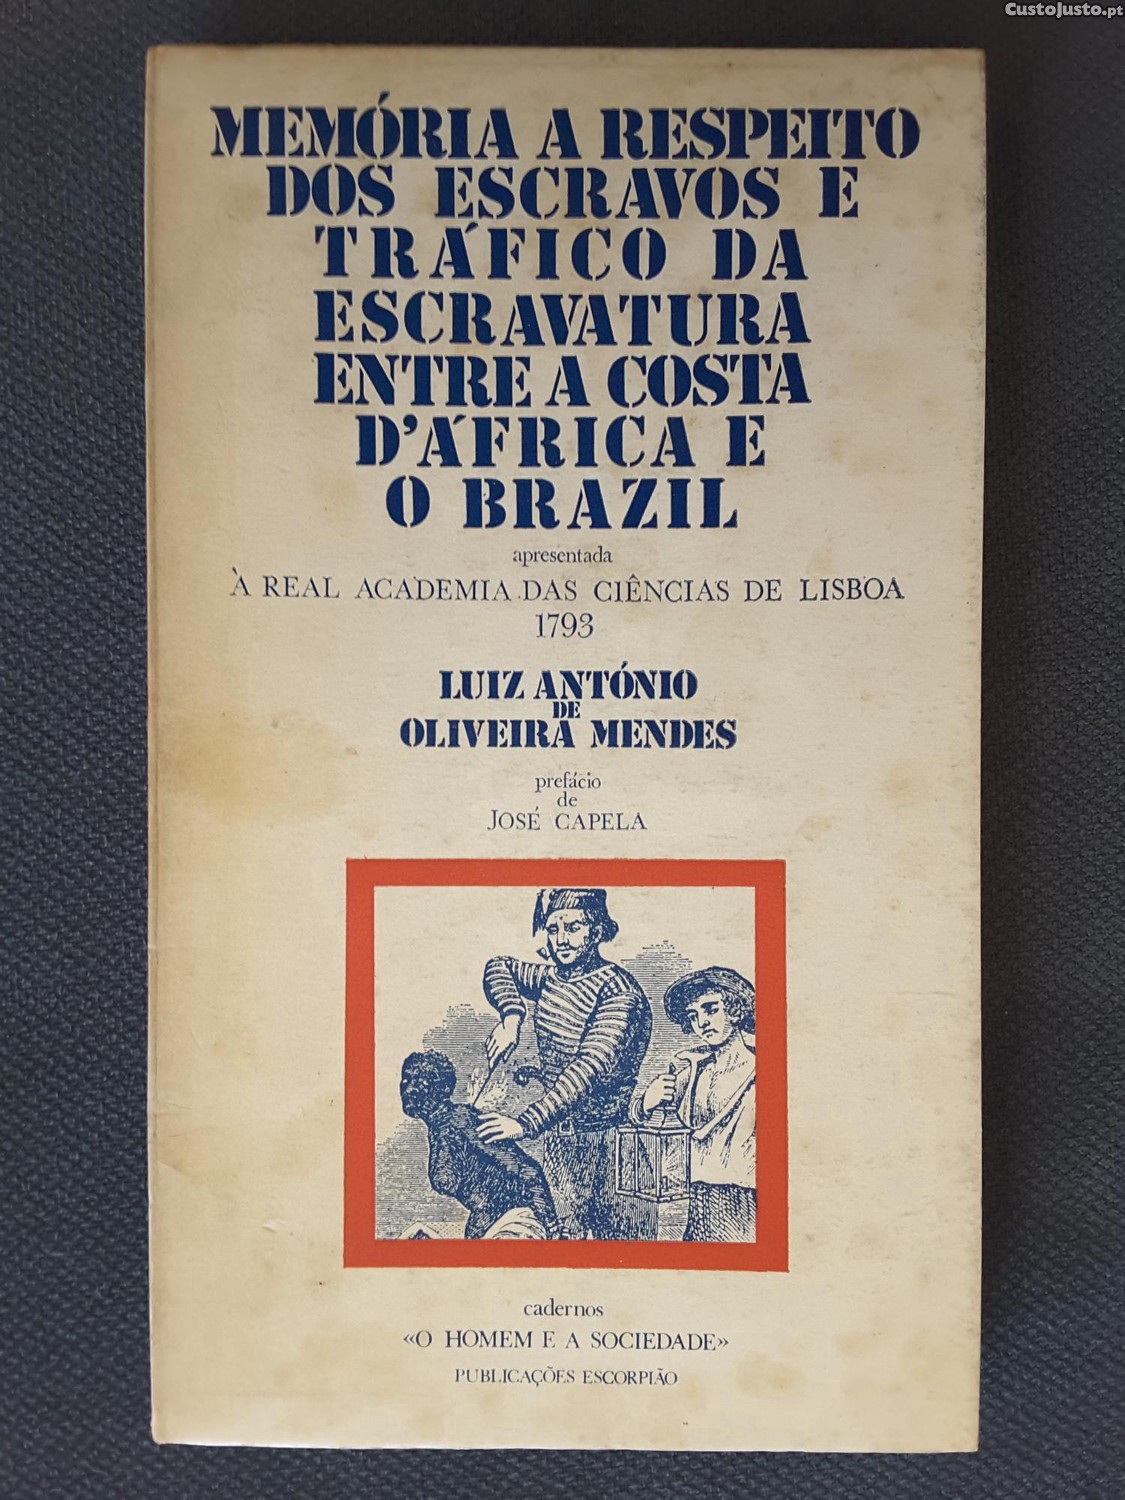 CustoJusto.pt
MEMÓRIA A RESPEITO
DOS ESCRAVOS E
TRÁFICO DA
ESCRAVATURA
ENTRE A COSTA
D'ÁFRICA E
O BRAZIL
apresentada
À REAL ACADEMIA DAS CIÊNCIAS DE LISBOA
1793
LUIZ ANTÓNIO
DE
OLIVEIRA MENDES
prefácio
de
JOSÉ CAPELA
cadernos
«O HOMEM E A SOCIEDADE»
PUBLICAÇÕES ESCORPIÃO